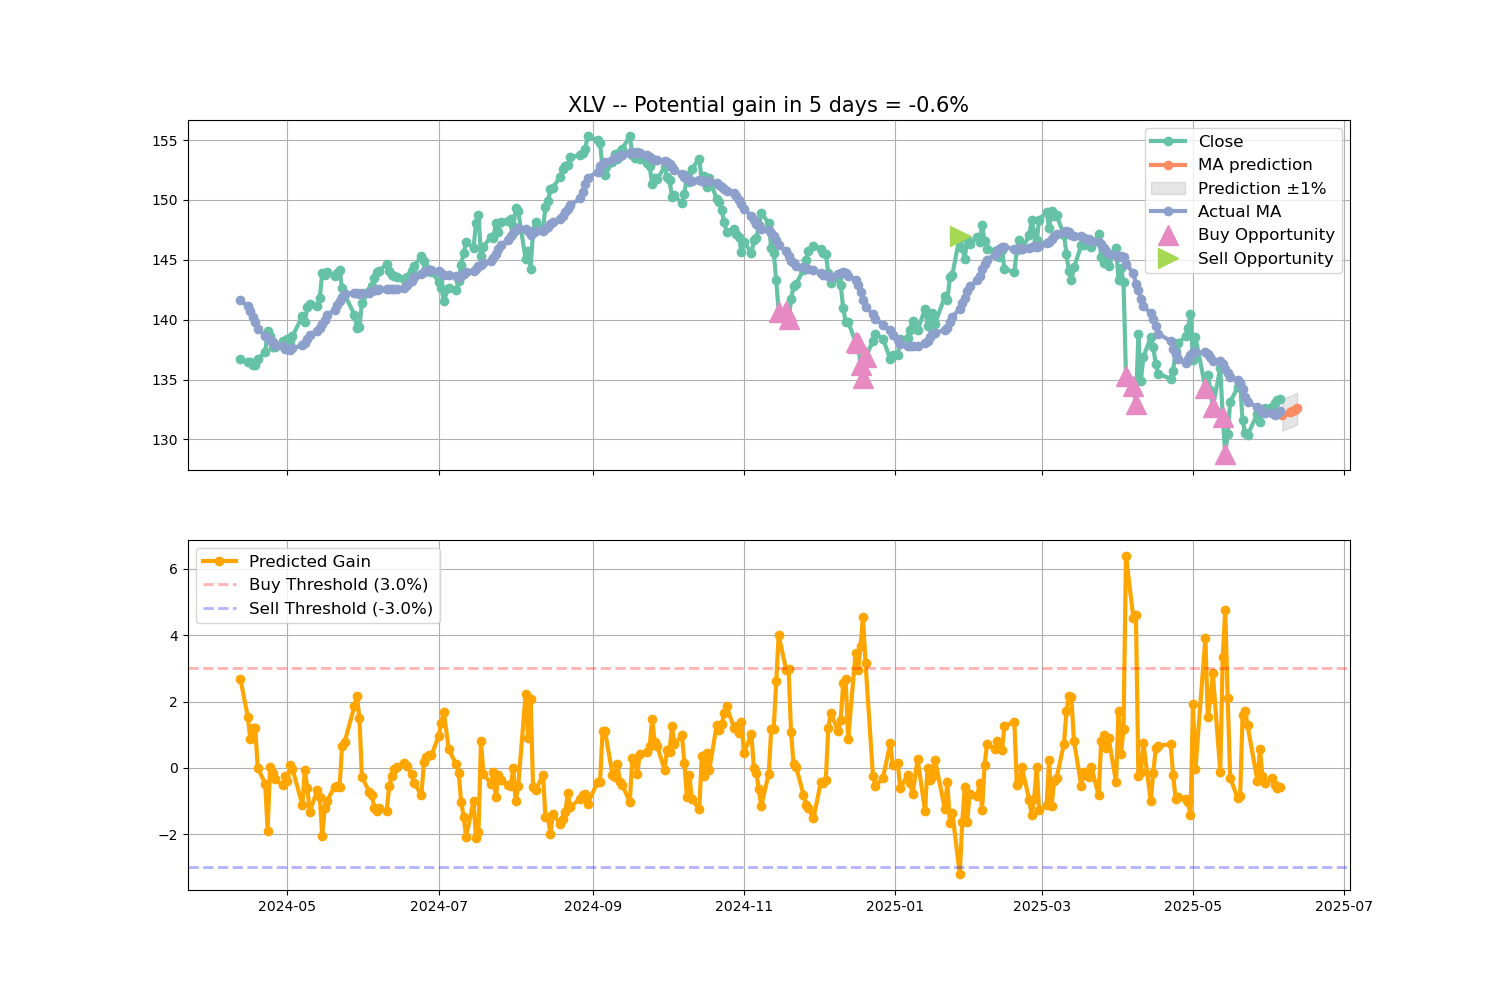 XLV -- Potential gain in 5 days = -0.6%
155
150
145
140
135
130
Close
MA prediction
Prediction ±1%
Actual MA
Buy Opportunity
Sell Opportunity
6
4
2
0
−2
Predicted Gain
Buy Threshold (3.0%)
Sell Threshold (-3.0%)
2024-05 2024-07 2024-09 2024-11 2025-01 2025-03 2025-05 2025-07